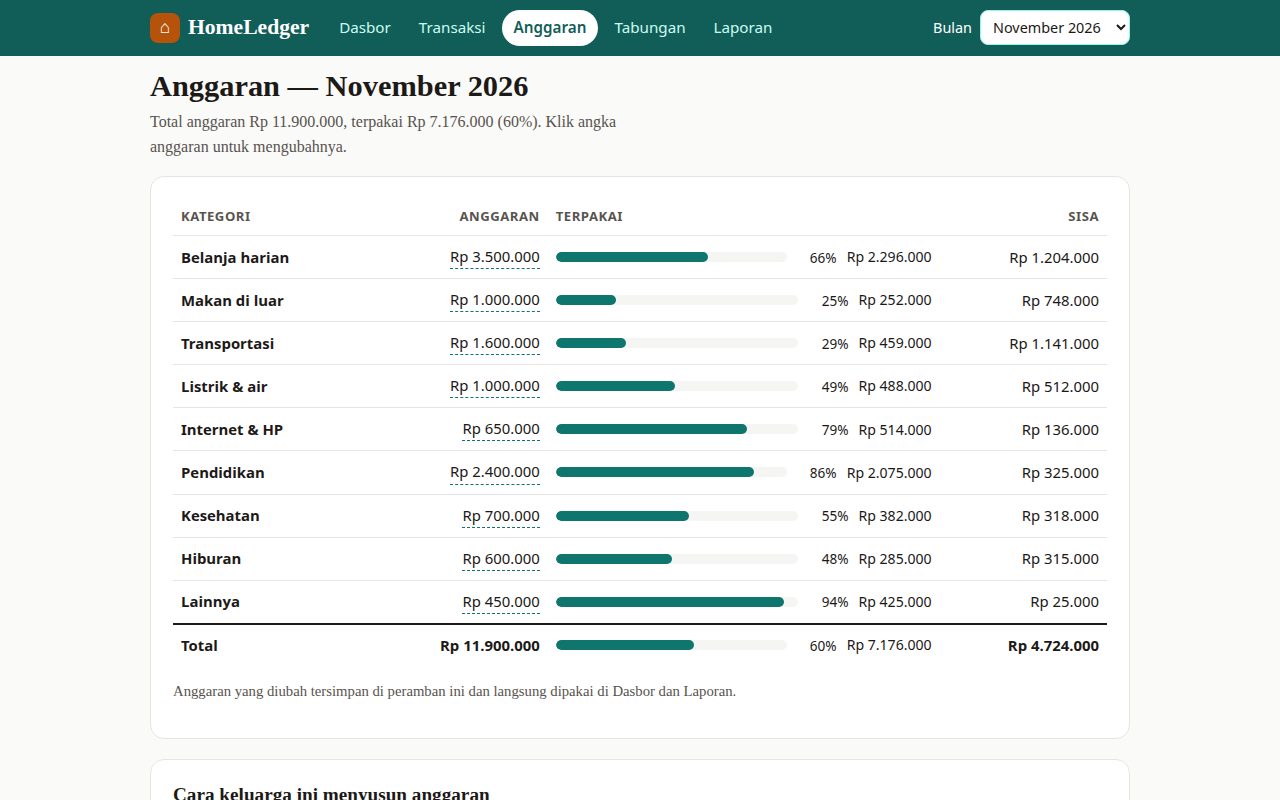 HomeLedger Dasbor Transaksi Anggaran Tabungan Laporan Bulan November 2026
Anggaran — November 2026
Total anggaran Rp 11.900.000, terpakai Rp 7.176.000 (60%). Klik angka
anggaran untuk mengubahnya.
KATEGORI ANGGARAN TERPAKAI SISA
Belanja harian Rp 3.500.000 66% Rp 2.296.000 Rp 1.204.000
Makan di luar Rp 1.000.000 25% Rp 252.000 Rp 748.000
Transportasi Rp 1.600.000 29% Rp 459.000 Rp 1.141.000
Listrik & air Rp 1.000.000 49% Rp 488.000 Rp 512.000
Internet & HP Rp 650.000 79% Rp 514.000 Rp 136.000
Pendidikan Rp 2.400.000 86% Rp 2.075.000 Rp 325.000
Kesehatan Rp 700.000 55% Rp 382.000 Rp 318.000
Hiburan Rp 600.000 48% Rp 285.000 Rp 315.000
Lainnya Rp 450.000 94% Rp 425.000 Rp 25.000
Total Rp 11.900.000 60% Rp 7.176.000 Rp 4.724.000
Anggaran yang diubah tersimpan di peramban ini dan langsung dipakai di Dasbor dan Laporan.
Cara keluarga ini menyusun anggaran